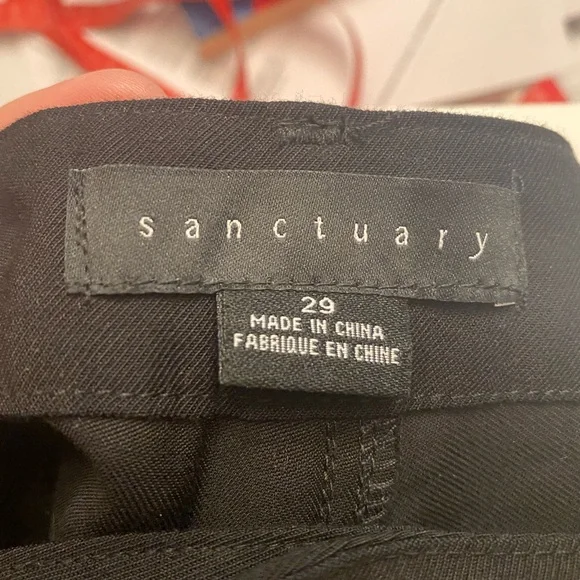 sanctuary
29
MADE IN CHINA
FABRIQUE EN CHINE